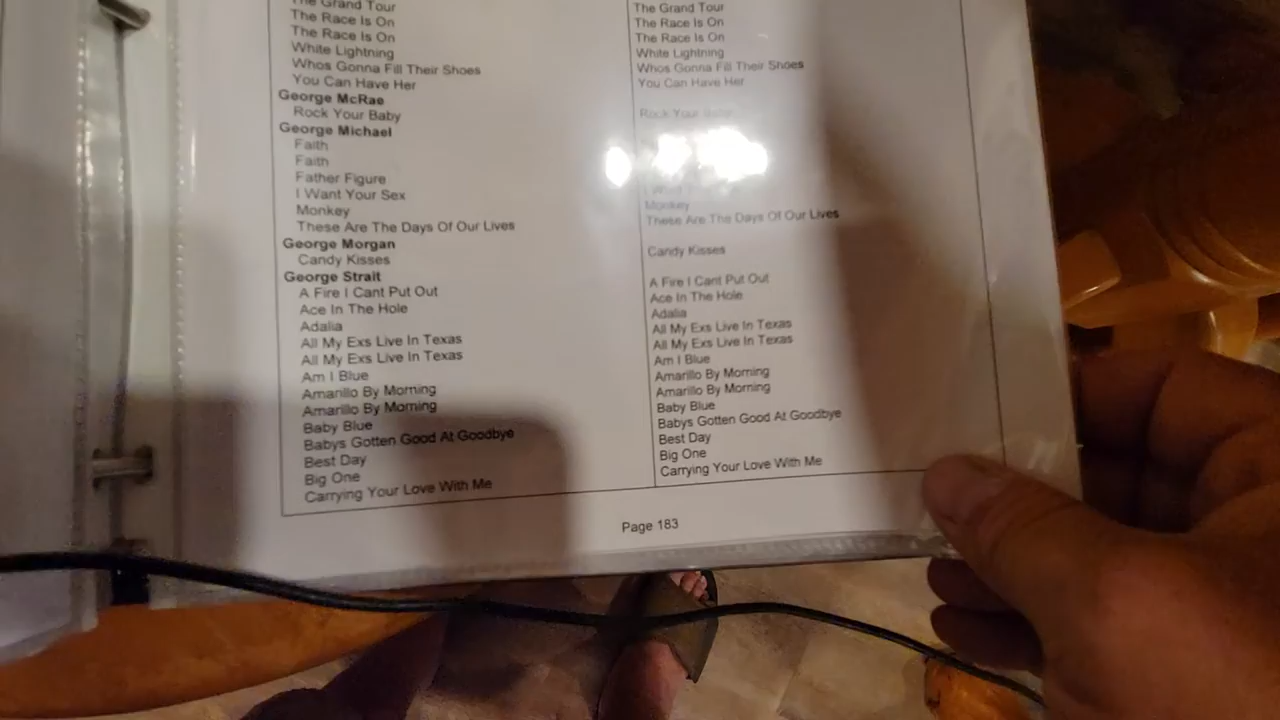 The Grand Tour
The Race Is On
The Race Is On
White Lightning
Whos Gonna Fill Their Shoes
You Can Have Her
George McRae
Rock Your Baby
George Michael
Faith
Faith
Father Figure
I Want Your Sex
Monkey
These Are The Days Of Our Lives
George Morgan
Candy Kisses
George Strait
A Fire I Cant Put Out
Ace In The Hole
Adalia
All My Exs Live In Texas
All My Exs Live In Texas
Am I Blue
Amarillo By Morning
Amarillo By Morning
Baby Blue
Babys Gotten Good At Goodbye
Best Day
Big One
Carrying Your Love With Me
The Grand Tour
The Race Is On
The Race Is On
White Lightning
Whos Gonna Fill Their Shoes
You Can Have Her
Rock Your Baby
I Want
Monkey
These Are The Days Of Our Lives
Candy Kisses
A Fire I Cant Put Out
Ace In The Hole
Adalia
All My Exs Live In Texas
All My Exs Live In Texas
Am I Blue
Amarillo By Morning
Amarillo By Morning
Baby Blue
Babys Gotten Good At Goodbye
Best Day
Big One
Carrying Your Love With Me
Page 183